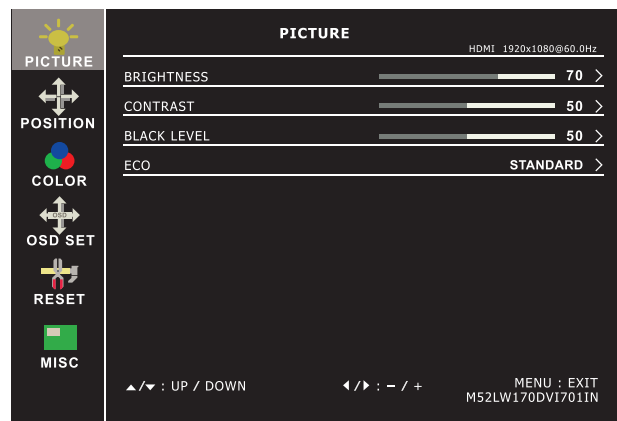 PICTURE
POSITION
COLOR
OSD
OSD SET
RESET
MISC
PICTURE
HDMI 1920x1080@60.0Hz
BRIGHTNESS 70 >
CONTRAST 50 >
BLACK LEVEL 50 >
ECO STANDARD >
▲/▼ : UP / DOWN ◀/▶ : − / + MENU : EXIT
M52LW170DVI701IN